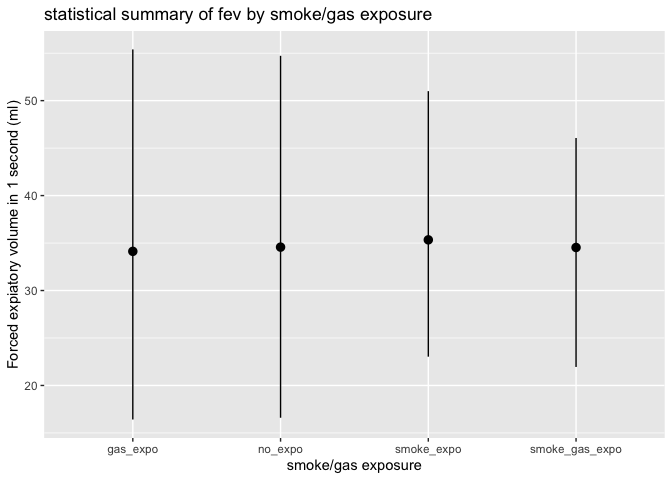 statistical summary of fev by smoke/gas exposure
Forced expiatory volume in 1 second (ml)
50
40
30
20
gas_expo no_expo smoke_expo smoke_gas_expo
smoke/gas exposure